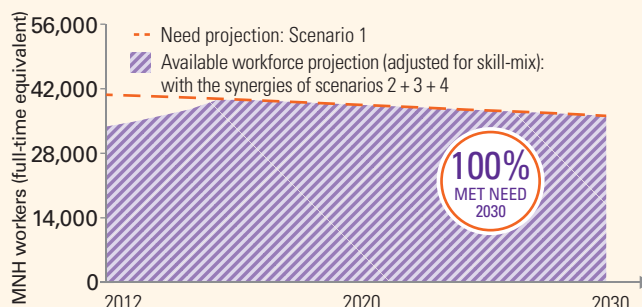 MNH workers (full-time equivalent)
56,000
42,000
28,000
14,000
0
Need projection: Scenario 1
Available workforce projection (adjusted for skill-mix):
with the synergies of scenarios 2 + 3 + 4
100%
MET NEED
2030
2012
2020
2030